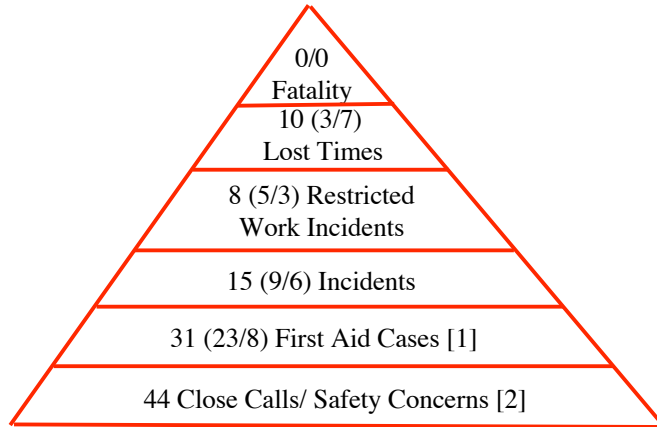 0/0
Fatality
10 (3/7)
Lost Times
8 (5/3) Restricted
Work Incidents
15 (9/6) Incidents
31 (23/8) First Aid Cases [1]
44 Close Calls/ Safety Concerns [2]